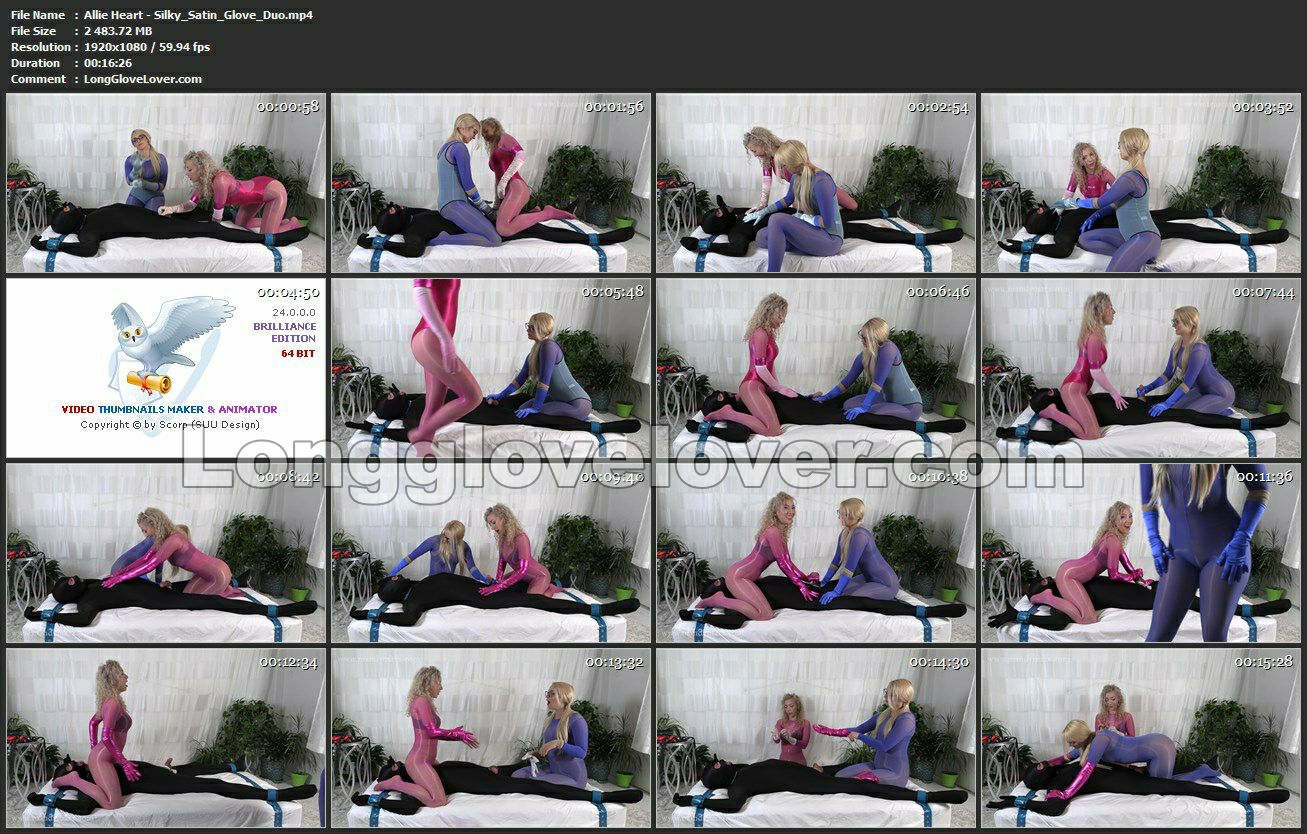 File Name : Allie Heart - Silky_Satin_Glove_Duo.mp4
File Size : 2 483.72 MB
Resolution : 1920x1080 / 59.94 fps
Duration : 00:16:26
Comment : LongGloveLover.com
00:00:58
00:01:56
00:02:54
00:03:52
00:04:50
24.0.0.0
BRILLIANCE
EDITION
64 BIT
VIDEO THUMBNAILS MAKER & ANIMATOR
Copyright © by Scorp (SUU Design)
00:05:48
00:06:46
00:07:44
Longglovelover.com
00:08:42
00:09:40
00:10:38
00:11:36
00:12:34
00:13:32
00:14:30
00:15:28